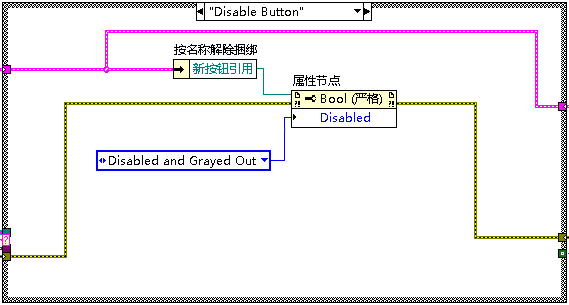 "Disable Button"
按名称解除捆绑
新按钮引用
属性节点
Bool (严格)
Disabled
Disabled and Grayed Out
?